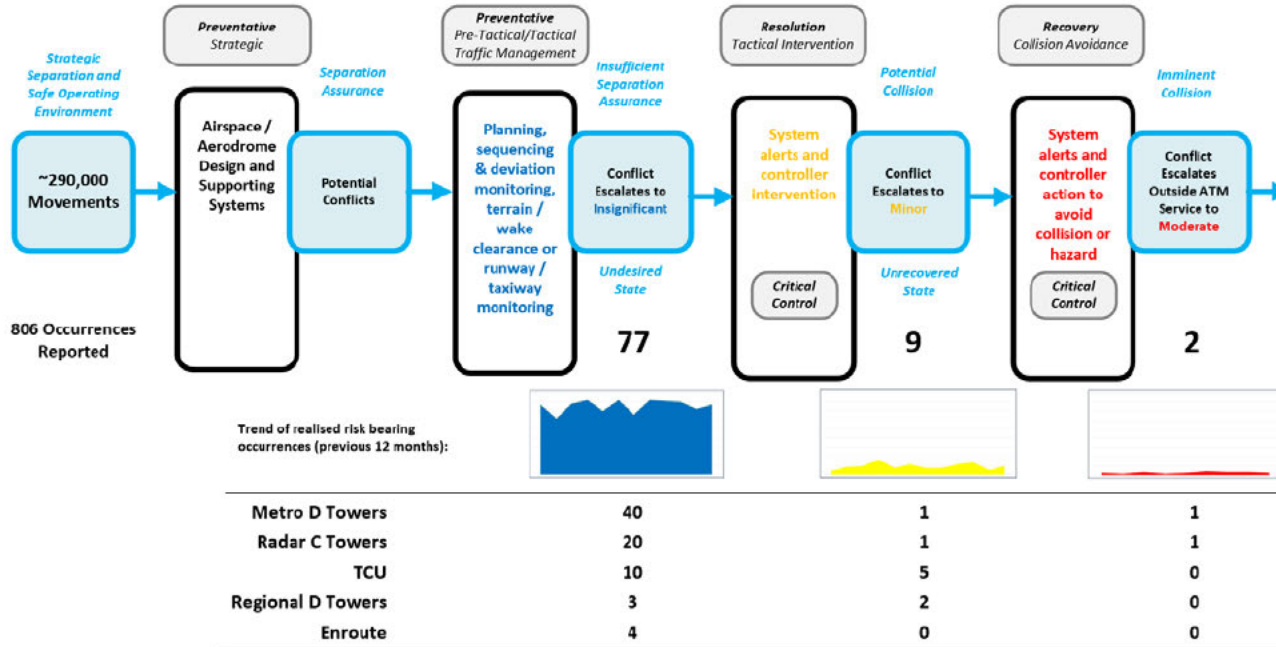 Preventative
Strategic
Preventative
Pre-Tactical/Tactical
Traffic Management
Resolution
Tactical Intervention
Recovery
Collision Avoidance
Strategic
Separation and
Safe Operating
Environment
Separation
Assurance
Insufficient
Separation
Assurance
Potential
Collision
Imminent
Collision
~290,000
Movements
Airspace /
Aerodrome
Design and
Supporting
Systems
Potential
Conflicts
Planning,
sequencing
& deviation
monitoring,
terrain /
wake
clearance or
runway /
taxiway
monitoring
Conflict
Escalates to
Insignificant
System
alerts and
controller
intervention
Conflict
Escalates to
Minor
System
alerts and
controller
action to
avoid
collision or
hazard
Conflict
Escalates
Outside ATM
Service to
Moderate
Undesired
State
Critical
Control
Unrecovered
State
Critical
Control
806 Occurrences
Reported
77
9
2
Trend of realised risk bearing
occurrences (previous 12 months):
Metro D Towers 40 1 1
Radar C Towers 20 1 1
TCU 10 5 0
Regional D Towers 3 2 0
Enroute 4 0 0